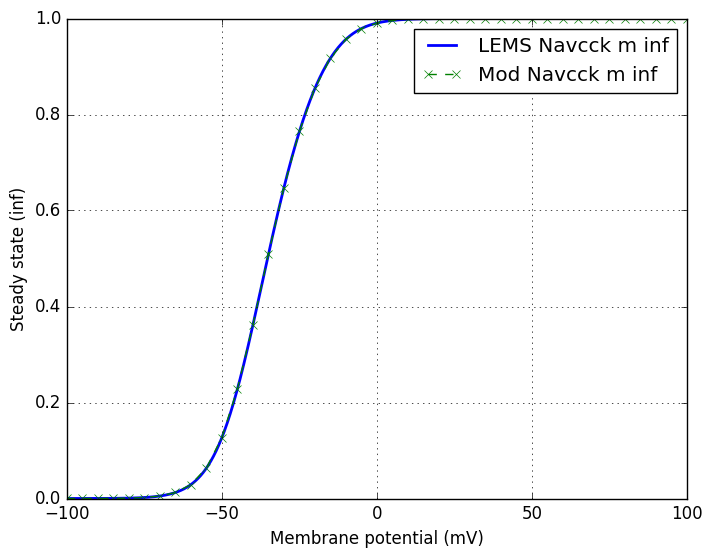 LEMS Navcck m inf
Mod Navcck m inf
1.0
0.8
0.6
0.4
0.2
0.0
Steady state (inf)
−100
−50
0
50
100
Membrane potential (mV)